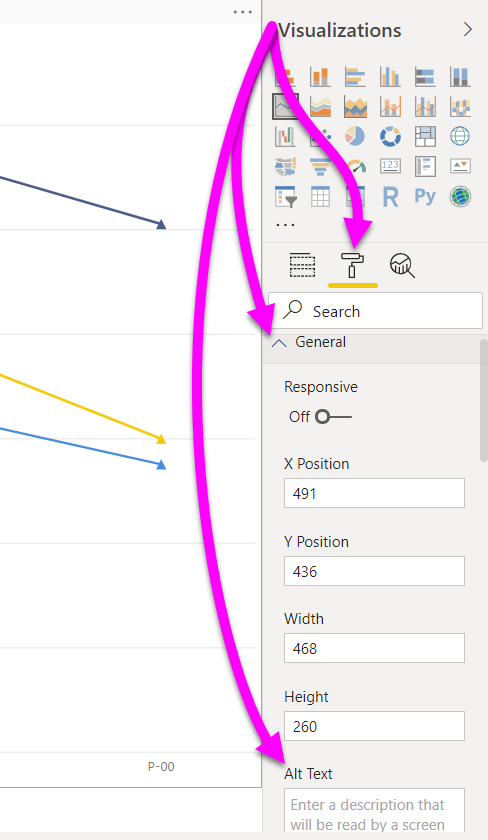 Visualizations
123
R
Py
Search
General
Responsive
Off
X Position
491
Y Position
436
Width
468
Height
260
P-00
Alt Text
Enter a description that
will be read by a screen